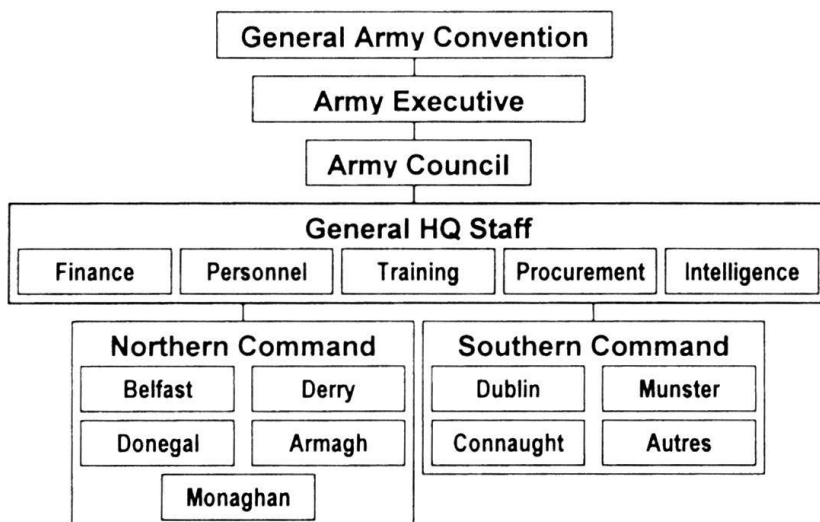 General Army Convention
Army Executive
Army Council
General HQ Staff
Finance Personnel Training Procurement Intelligence
Northern Command Southern Command
Belfast Derry Dublin Munster
Donegal Armagh Connaught Autres
Monaghan